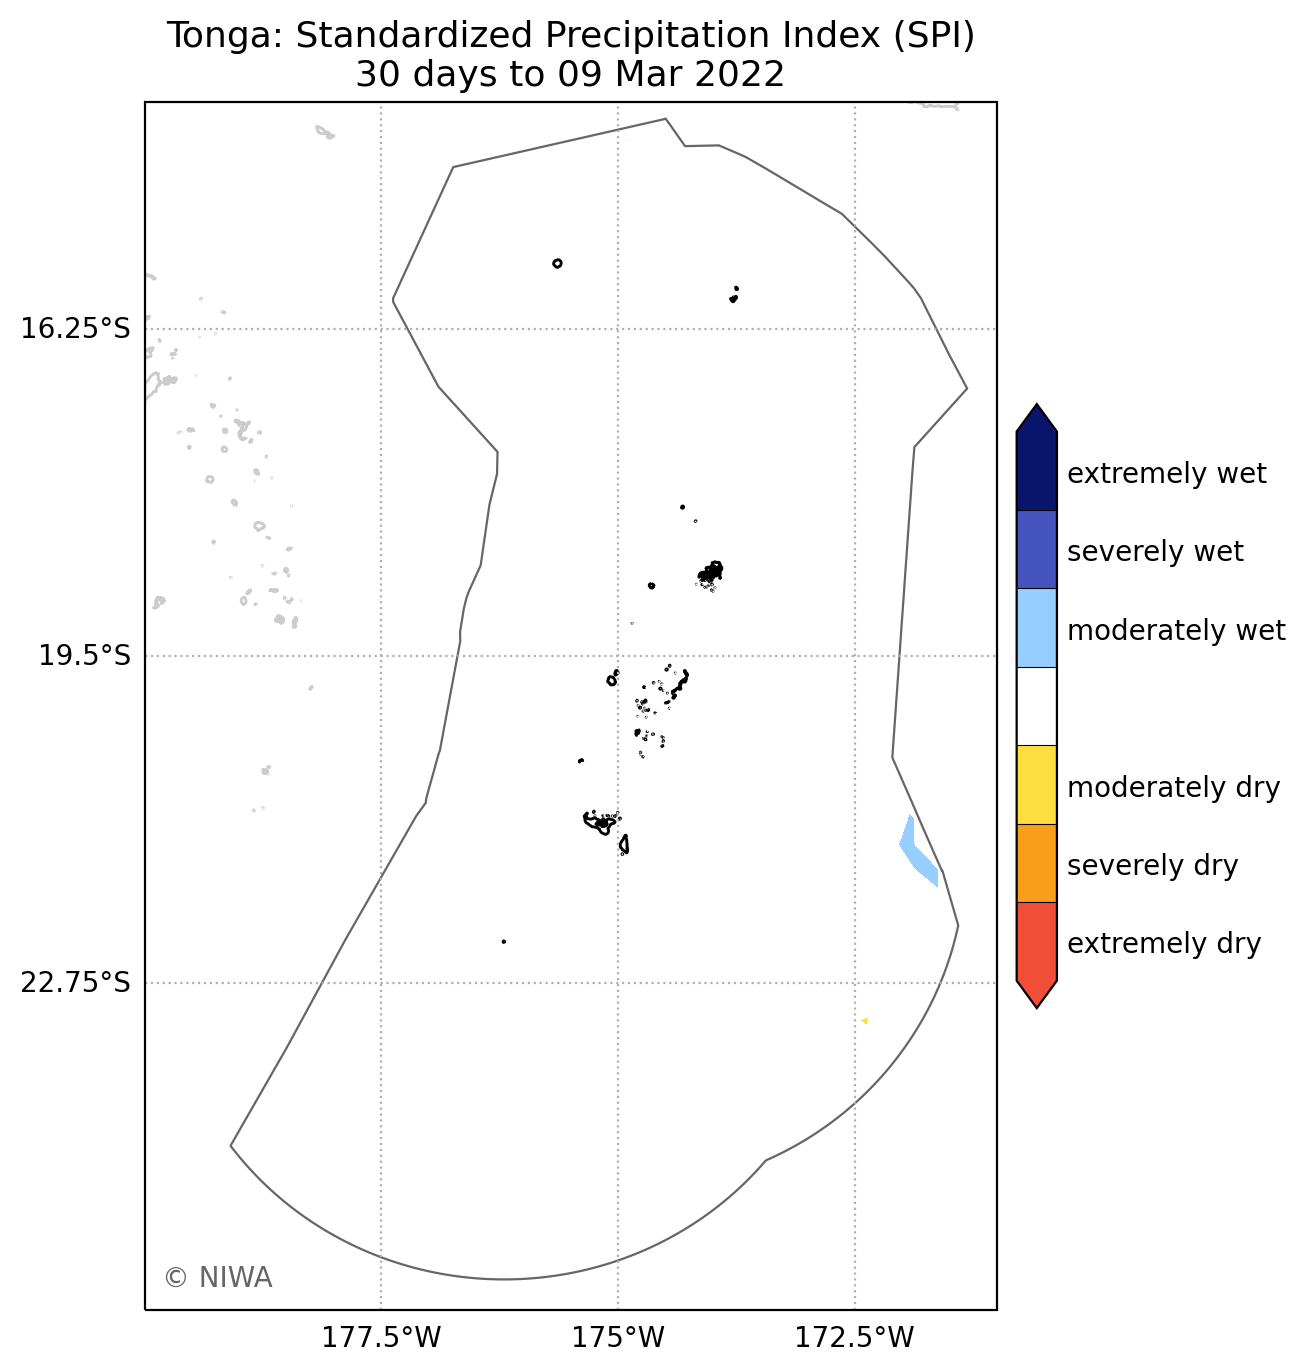 Tonga: Standardized Precipitation Index (SPI)
30 days to 09 Mar 2022
16.25°S
19.5°S
22.75°S
extremely wet
severely wet
moderately wet
moderately dry
severely dry
extremely dry
© NIWA
177.5°W
175°W
172.5°W